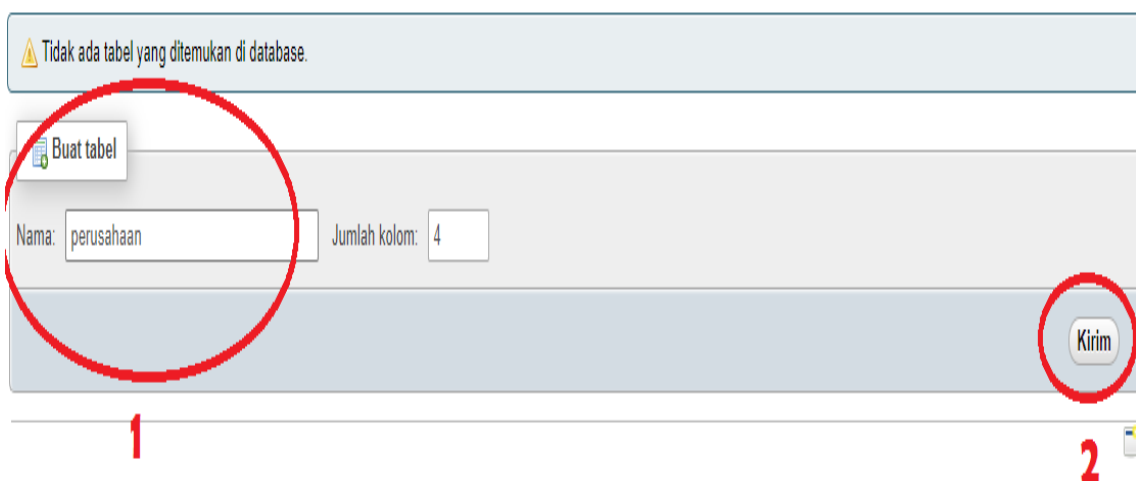 Tidak ada tabel yang ditemukan di database.
Buat tabel
Nama: perusahaan Jumlah kolom: 4
Kirim
1
2